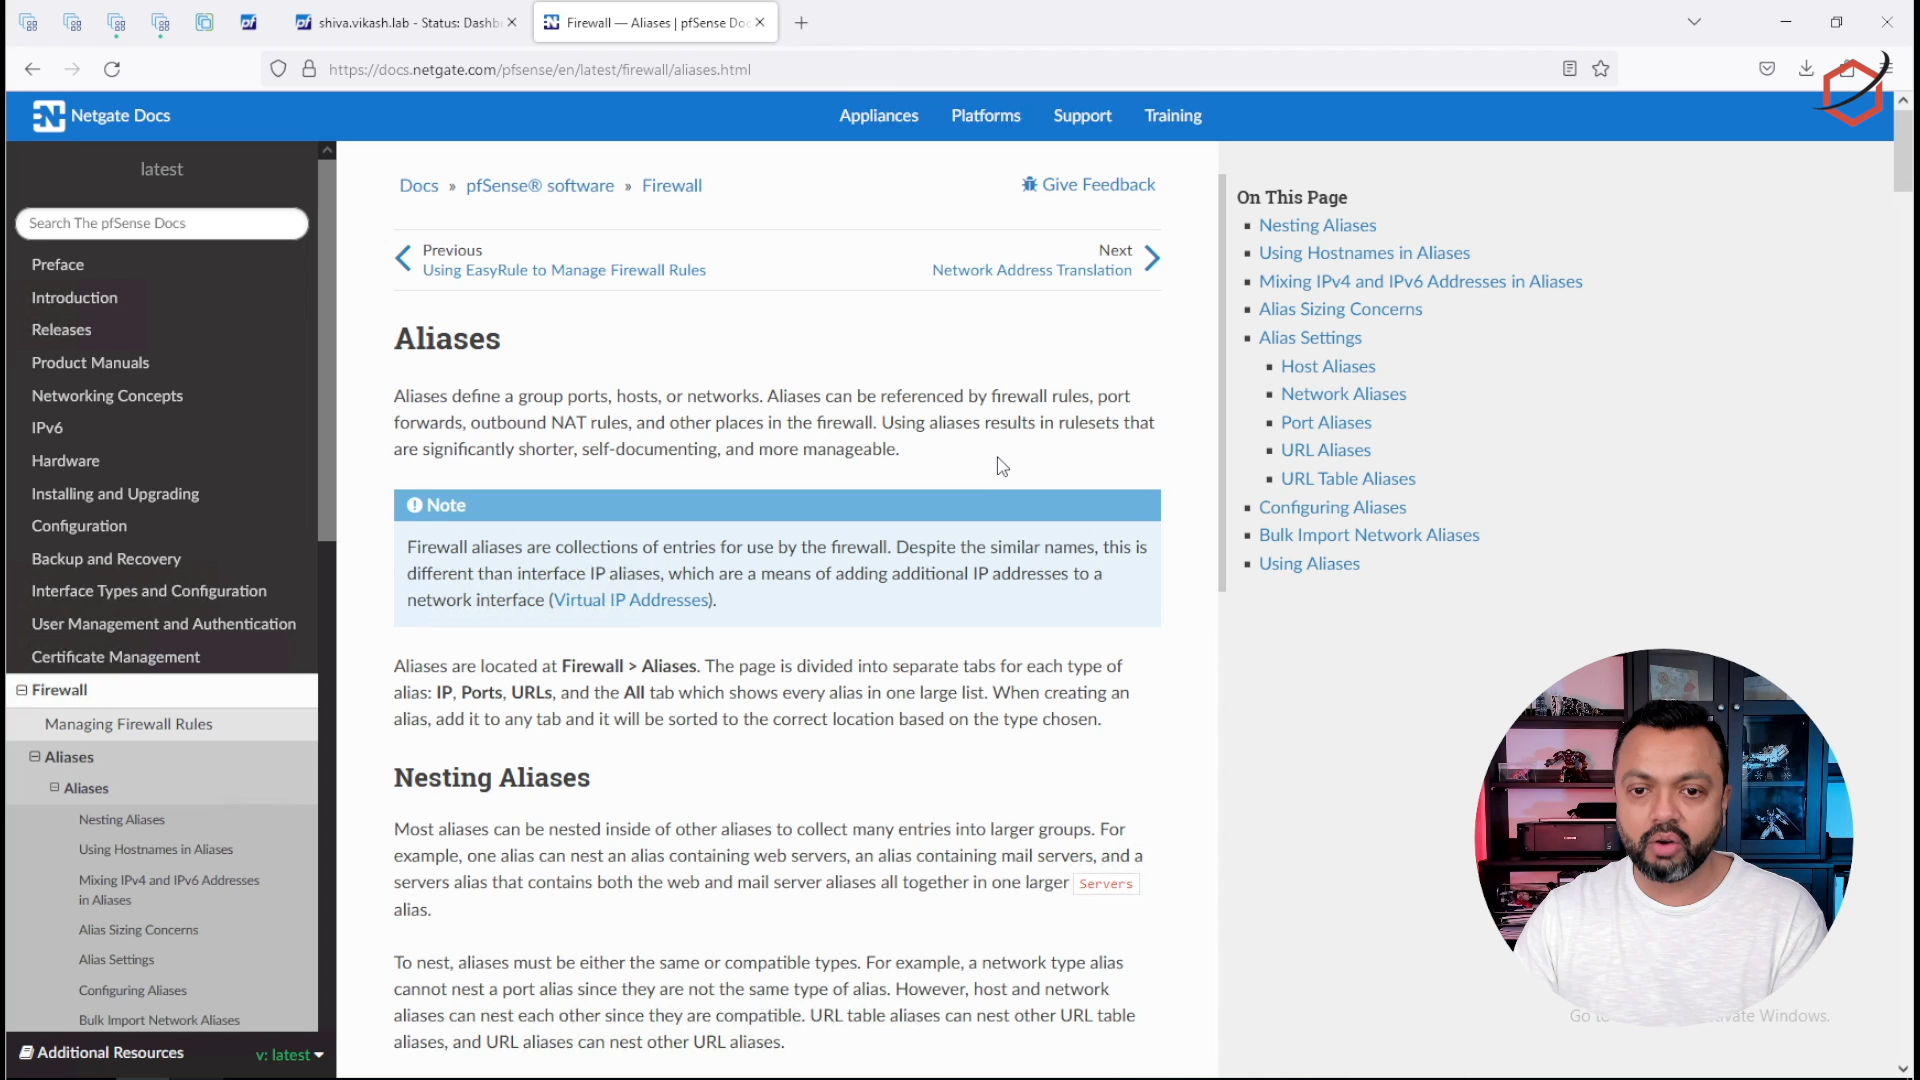 shiva.vikash.lab - Status: Dashb
Firewall — Aliases | pfSense Doc
https://docs.netgate.com/pfsense/en/latest/firewall/aliases.html
Netgate Docs
Appliances
Platforms
Support
Training
latest
Search The pfSense Docs
Preface
Introduction
Releases
Product Manuals
Networking Concepts
IPv6
Hardware
Installing and Upgrading
Configuration
Backup and Recovery
Interface Types and Configuration
User Management and Authentication
Certificate Management
Firewall
Managing Firewall Rules
Aliases
Aliases
Nesting Aliases
Using Hostnames in Aliases
Mixing IPv4 and IPv6 Addresses
in Aliases
Alias Sizing Concerns
Alias Settings
Configuring Aliases
Bulk Import Network Aliases
Additional Resources
v: latest
Docs » pfSense® software » Firewall
Give Feedback
Previous
Using EasyRule to Manage Firewall Rules
Next
Network Address Translation
Aliases
Aliases define a group ports, hosts, or networks. Aliases can be referenced by firewall rules, port
forwards, outbound NAT rules, and other places in the firewall. Using aliases results in rulesets that
are significantly shorter, self-documenting, and more manageable.
Note
Firewall aliases are collections of entries for use by the firewall. Despite the similar names, this is
different than interface IP aliases, which are a means of adding additional IP addresses to a
network interface (Virtual IP Addresses).
Aliases are located at Firewall > Aliases. The page is divided into separate tabs for each type of
alias: IP, Ports, URLs, and the All tab which shows every alias in one large list. When creating an
alias, add it to any tab and it will be sorted to the correct location based on the type chosen.
Nesting Aliases
Most aliases can be nested inside of other aliases to collect many entries into larger groups. For
example, one alias can nest an alias containing web servers, an alias containing mail servers, and a
servers alias that contains both the web and mail server aliases all together in one larger Servers
alias.
To nest, aliases must be either the same or compatible types. For example, a network type alias
cannot nest a port alias since they are not the same type of alias. However, host and network
aliases can nest each other since they are compatible. URL table aliases can nest other URL table
aliases, and URL aliases can nest other URL aliases.
On This Page
Nesting Aliases
Using Hostnames in Aliases
Mixing IPv4 and IPv6 Addresses in Aliases
Alias Sizing Concerns
Alias Settings
Host Aliases
Network Aliases
Port Aliases
URL Aliases
URL Table Aliases
Configuring Aliases
Bulk Import Network Aliases
Using Aliases
Go to
Windows.